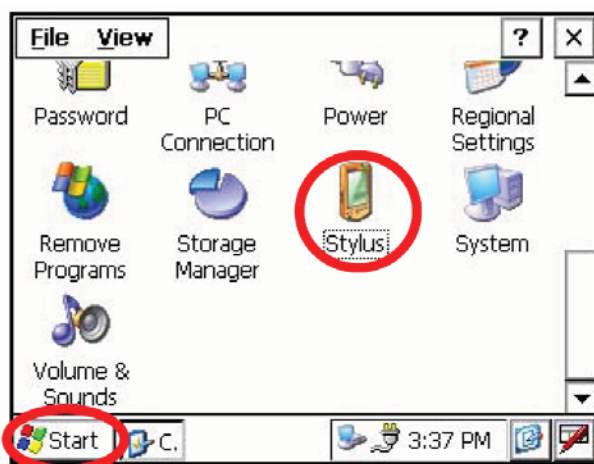 File View ? ×
Password PC Connection Power Regional Settings
Remove Programs Storage Manager Stylus System
Volume & Sounds
Start C. 3:37 PM